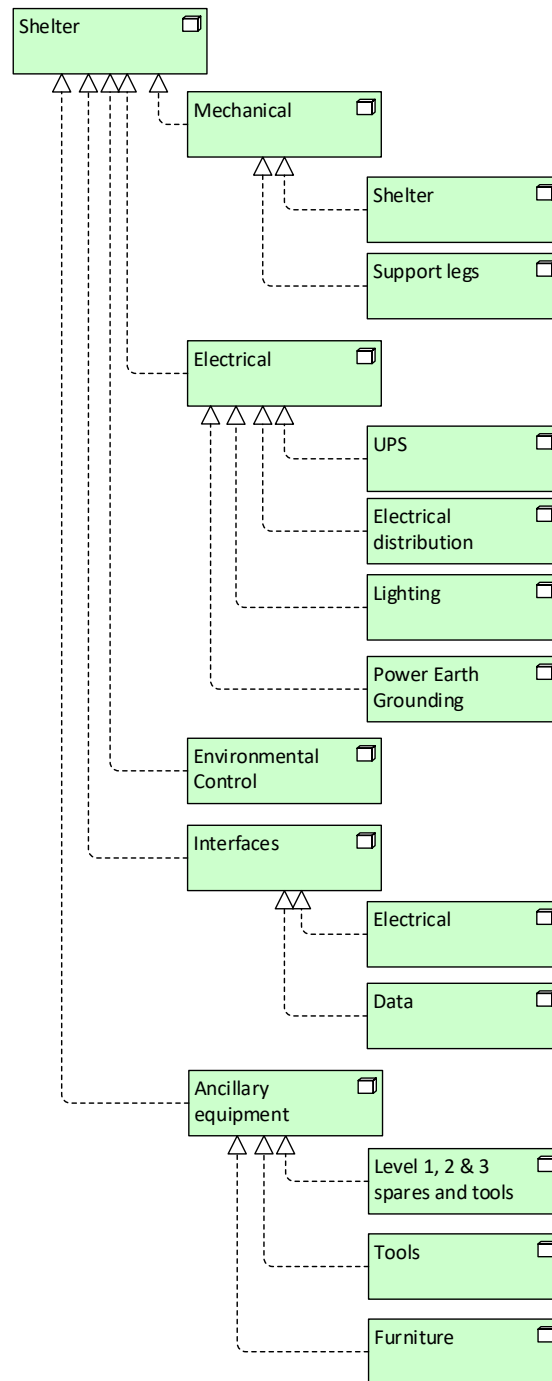 Shelter
Mechanical
Shelter
Support legs
Electrical
UPS
Electrical
distribution
Lighting
Power Earth
Grounding
Environmental
Control
Interfaces
Electrical
Data
Ancillary
equipment
Level 1, 2 & 3
spares and tools
Tools
Furniture